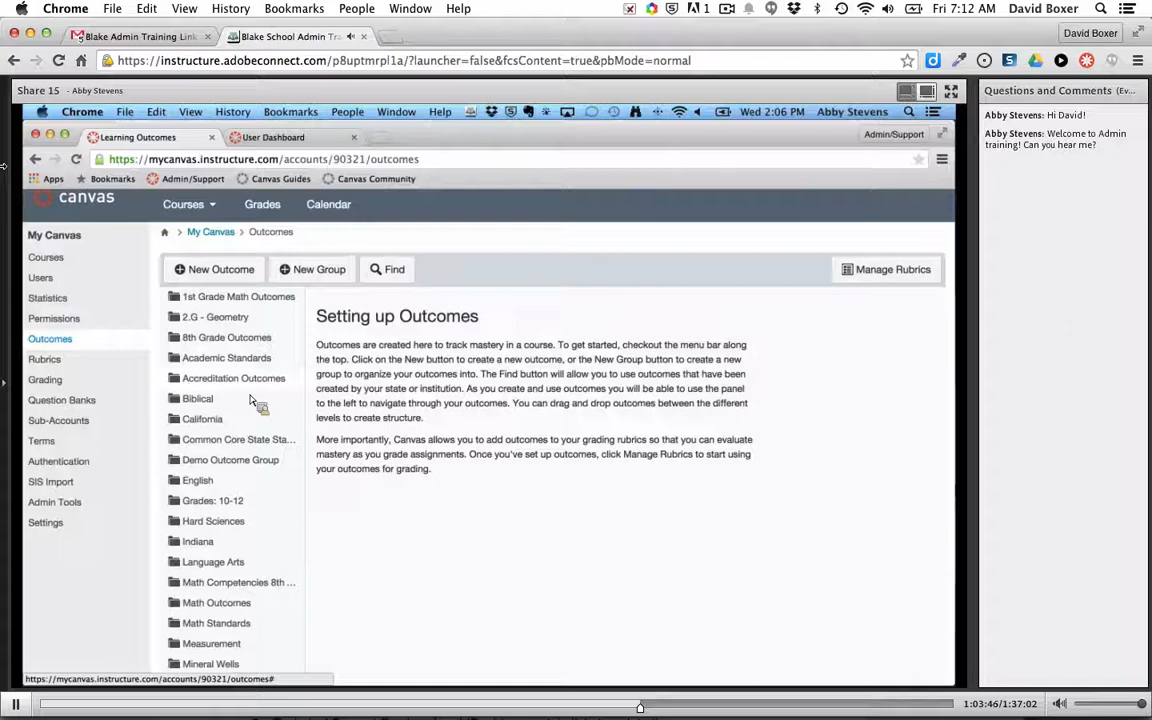 Chrome File Edit View History Bookmarks People Window Help 1 Fri 7:12 AM David Boxer
Blake Admin Training Link Blake School Admin Tra David Boxer
https://instructure.adobeconnect.com/p8uptmrpl1a/?launcher=false&fcsContent=true&pbMode=normal
Share 15 - Abby Stevens
Chrome File Edit View History Bookmarks People Window Help Wed 2:06 PM Abby Stevens
Learning Outcomes User Dashboard Admin/Support
https://mycanvas.instructure.com/accounts/90321/outcomes
Apps Bookmarks Admin/Support Canvas Guides Canvas Community
canvas Courses Grades Calendar
My Canvas
Courses
Users
Statistics
Permissions
Outcomes
Rubrics
Grading
Question Banks
Sub-Accounts
Terms
Authentication
SIS Import
Admin Tools
Settings
My Canvas > Outcomes
New Outcome New Group Find Manage Rubrics
1st Grade Math Outcomes
2.G - Geometry
8th Grade Outcomes
Academic Standards
Accreditation Outcomes
Biblical
California
Common Core State Sta...
Demo Outcome Group
English
Grades: 10-12
Hard Sciences
Indiana
Language Arts
Math Competencies 8th ...
Math Outcomes
Math Standards
Measurement
Mineral Wells
Setting up Outcomes
Outcomes are created here to track mastery in a course. To get started, checkout the menu bar along
the top. Click on the New button to create a new outcome, or the New Group button to create a new
group to organize your outcomes into. The Find button will allow you to use outcomes that have been
created by your state or institution. As you create and use outcomes you will be able to use the panel
to the left to navigate through your outcomes. You can drag and drop outcomes between the different
levels to create structure.
More importantly, Canvas allows you to add outcomes to your grading rubrics so that you can evaluate
mastery as you grade assignments. Once you've set up outcomes, click Manage Rubrics to start using
your outcomes for grading.
https://mycanvas.instructure.com/accounts/90321/outcomes#
Questions and Comments (Ev...
Abby Stevens: Hi David!
Abby Stevens: Welcome to Admin
training! Can you hear me?
1:03:46/1:37:02